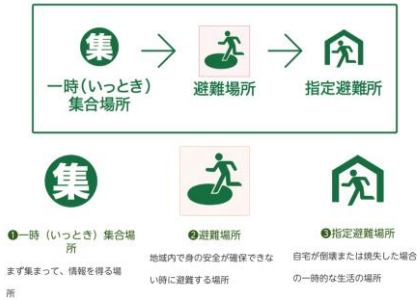 集
一時(いっとき)
集合場所
避難場所
指定避難所
集
❶一時（いっとき）集合場
所
まず集まって、情報を得る場
所
❷避難場所
地域内で身の安全が確保できな
い時に避難する場所
❸指定避難場所
自宅が倒壊または焼失した場合
の一時的な生活の場所